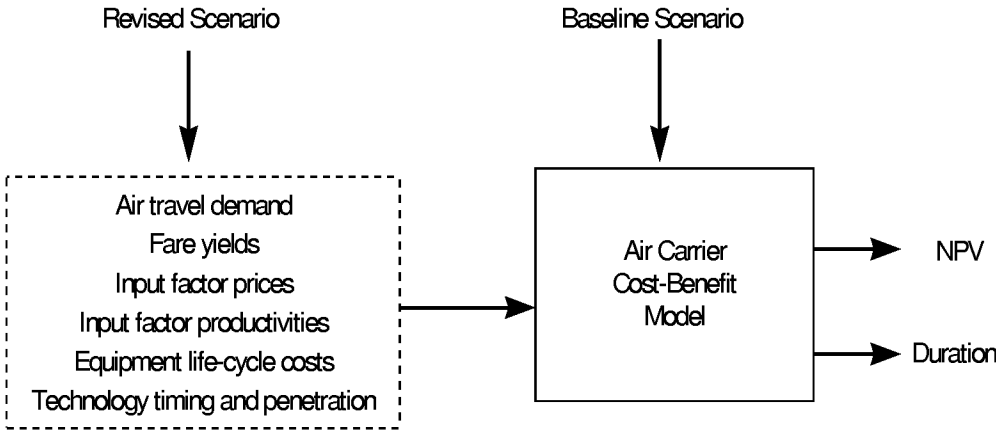 Revised Scenario
Baseline Scenario
Air travel demand
Fare yields
Input factor prices
Input factor productivities
Equipment life-cycle costs
Technology timing and penetration
Air Carrier
Cost-Benefit
Model
NPV
Duration